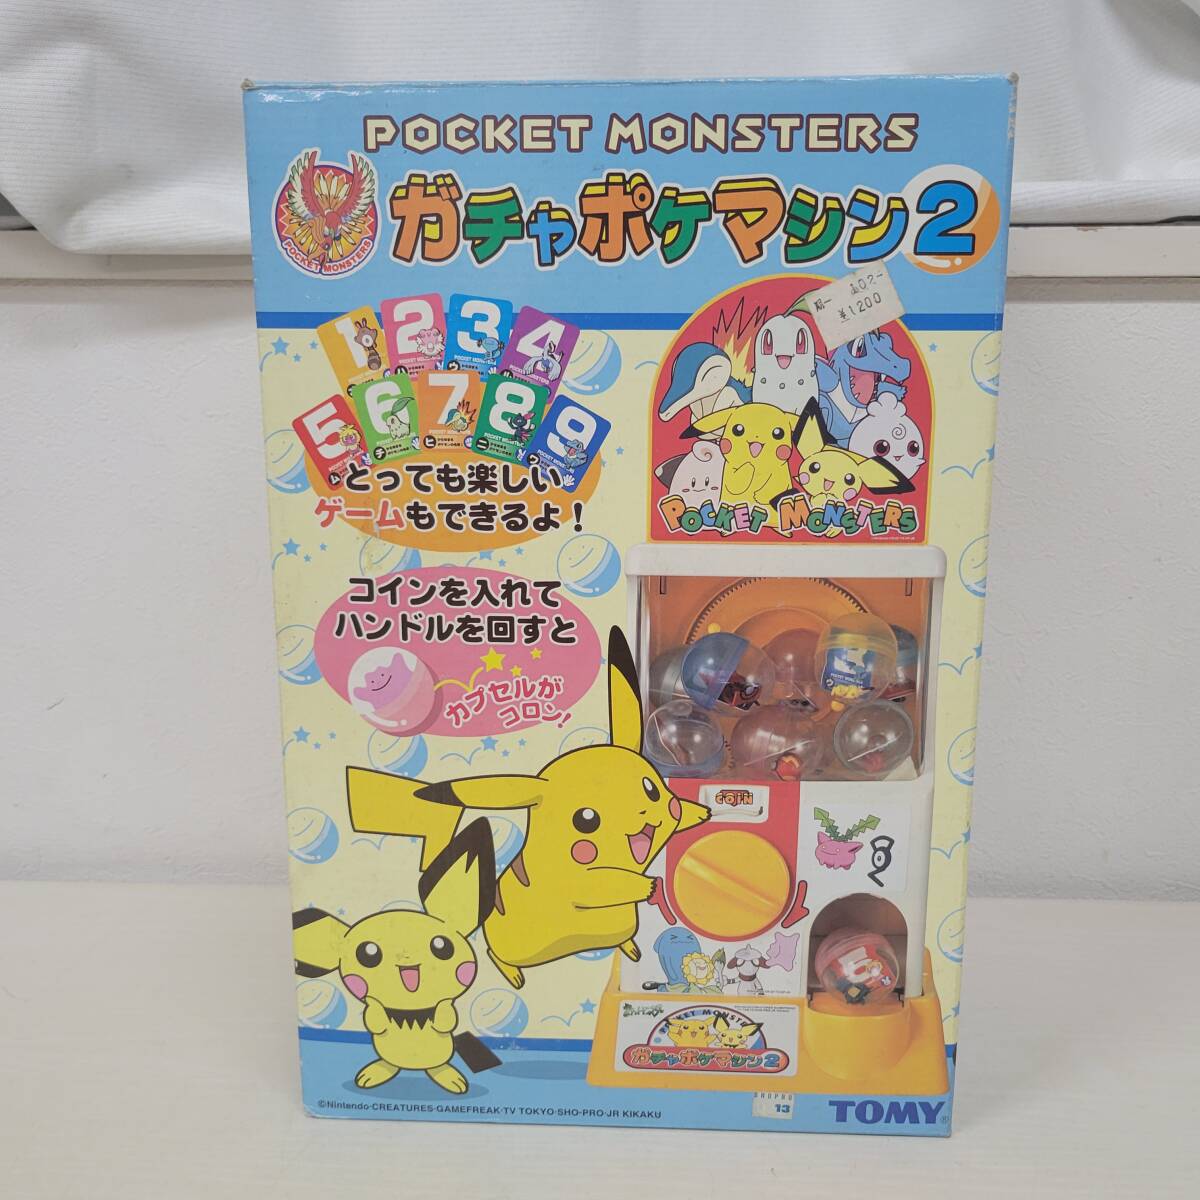 POCKET MONSTERS
ガチャポケマシン2
POCKET MONSTERS
¥1200
1
2
3
4
5
6
7
8
9
とっても楽しい
ゲームもできるよ!
POCKET MONSTERS
コインを入れて
ハンドルを回すと
カプセルが
コロン!
COIN
POCKET MONSTERS
ガチャポケマシン2
SHOPRO
13
©Nintendo·CREATURES·GAMEFREAK·TV TOKYO·SHO-PRO·JR KIKAKU
TOMY